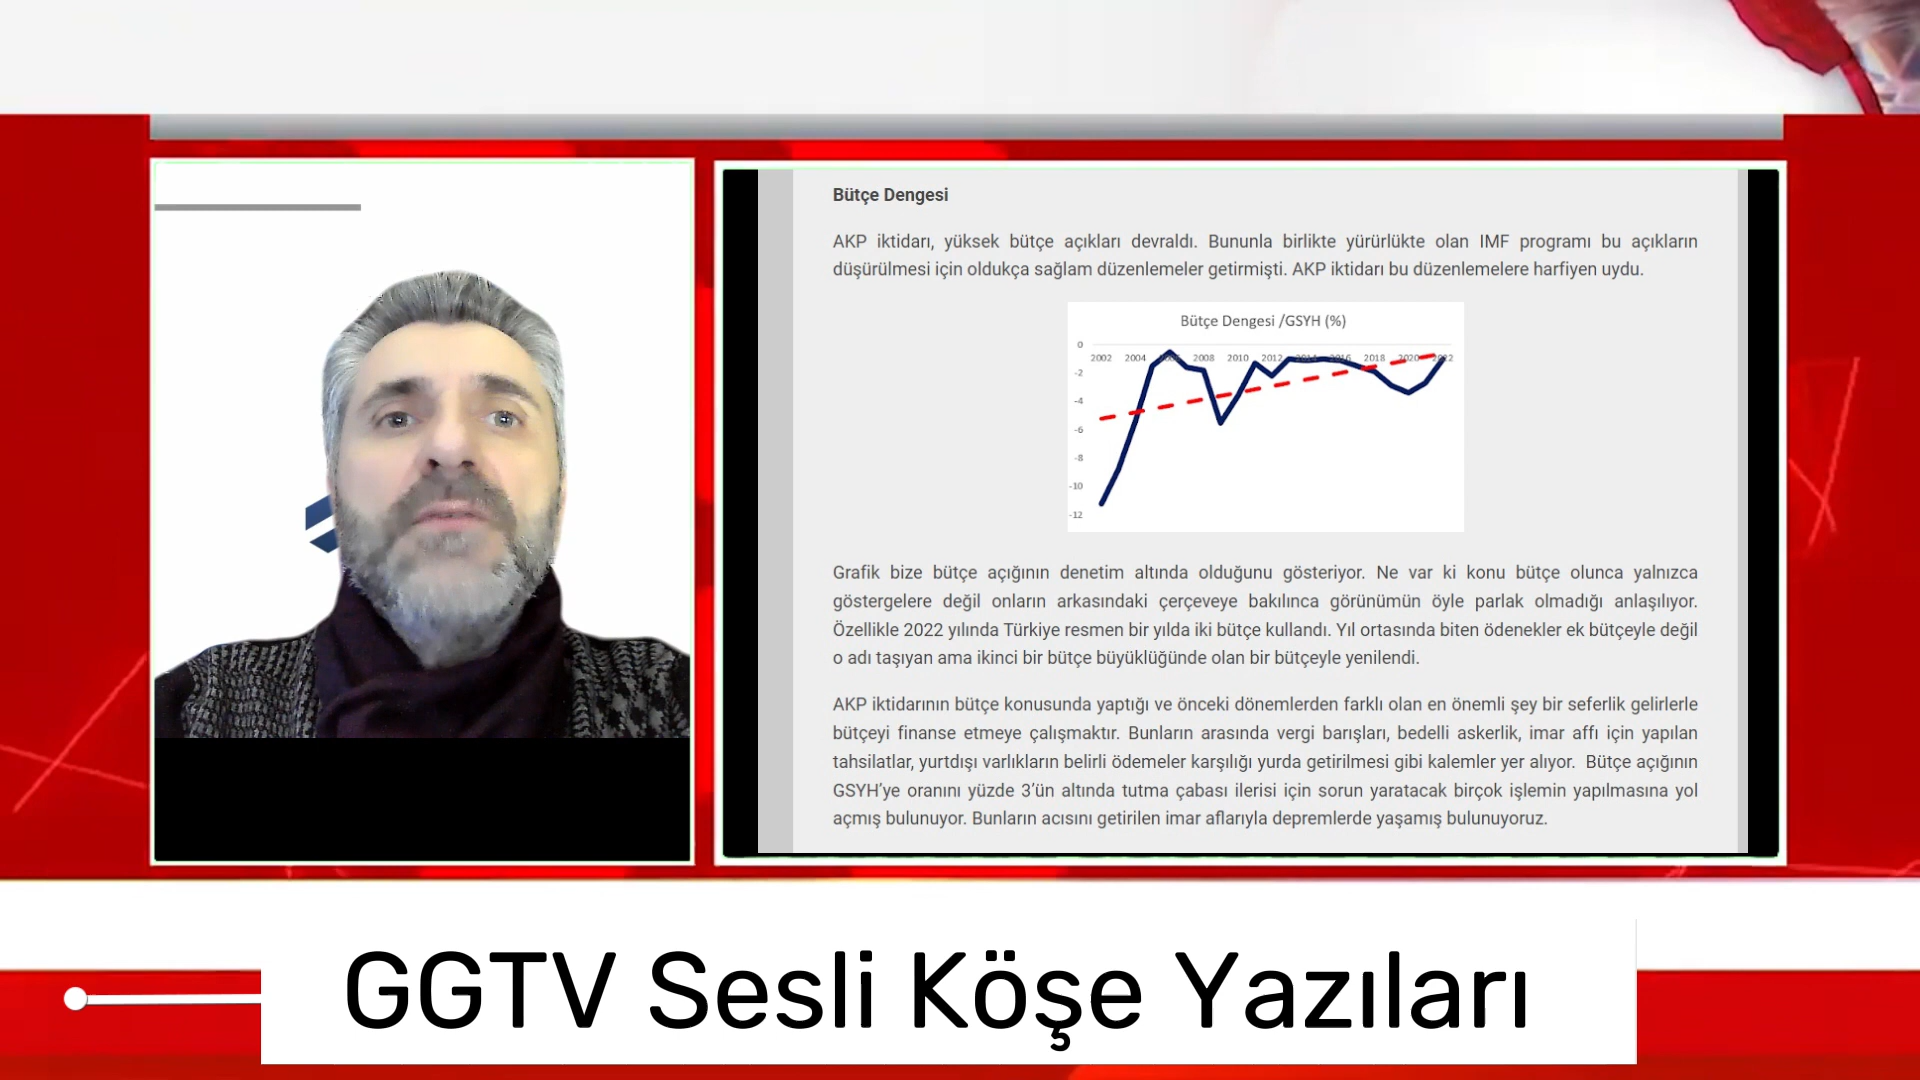 Bütçe Dengesi
AKP iktidarı, yüksek bütçe açıkları devraldı. Bununla birlikte yürürlükte olan IMF programı bu açıkların
düşürülmesi için oldukça sağlam düzenlemeler getirmişti. AKP iktidarı bu düzenlemelere harfiyen uydu.
Bütçe Dengesi /GSYH (%)
0
2002 2004 2006 2008 2010 2012 2014 2016 2018 2020 2022
-2
-4
-6
-8
-10
-12
Grafik bize bütçe açığının denetim altında olduğunu gösteriyor. Ne var ki konu bütçe olunca yalnızca
göstergelere değil onların arkasındaki çerçeveye bakılınca görünümün öyle parlak olmadığı anlaşılıyor.
Özellikle 2022 yılında Türkiye resmen bir yılda iki bütçe kullandı. Yıl ortasında biten ödenekler ek bütçeyle değil
o adı taşıyan ama ikinci bir bütçe büyüklüğünde olan bir bütçeyle yenilendi.
AKP iktidarının bütçe konusunda yaptığı ve önceki dönemlerden farklı olan en önemli şey bir seferlik gelirlerle
bütçeyi finanse etmeye çalışmaktır. Bunların arasında vergi barışları, bedelli askerlik, imar affı için yapılan
tahsilatlar, yurtdışı varlıkların belirli ödemeler karşılığı yurda getirilmesi gibi kalemler yer alıyor. Bütçe açığının
GSYH’ye oranını yüzde 3’ün altında tutma çabası ilerisi için sorun yaratacak birçok işlemin yapılmasına yol
açmış bulunuyor. Bunların acısını getirilen imar aflarıyla depremlerde yaşamış bulunuyoruz.
GGTV Sesli Köşe Yazıları